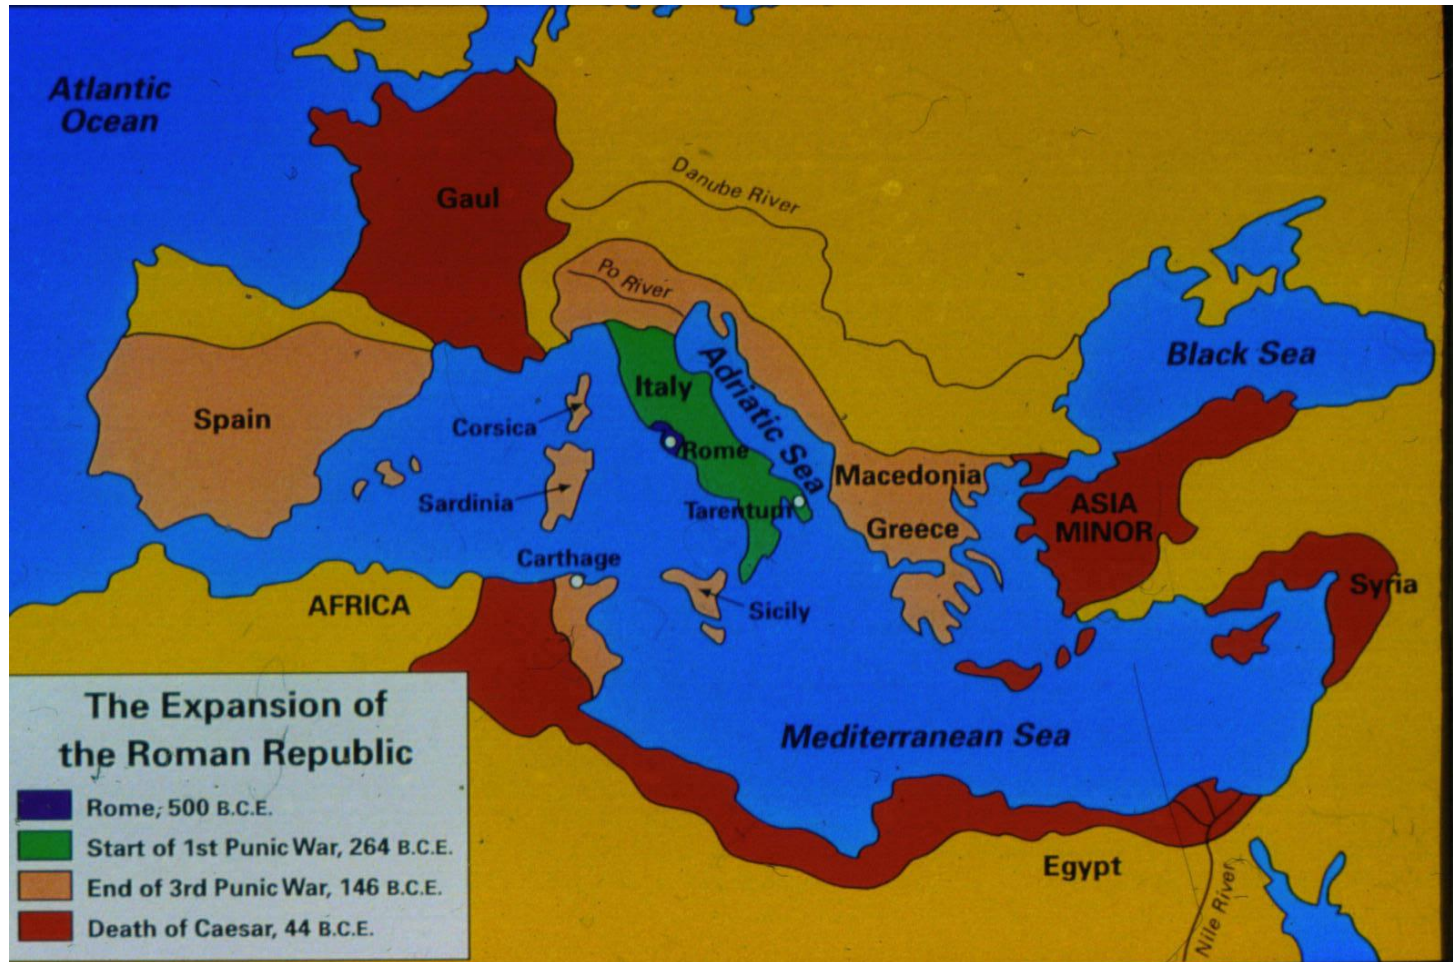 Atlantic
Ocean
Gaul
Danube River
Po River
Black Sea
Adriatic Sea
Italy
Spain
Corsica
Rome
Macedonia
Sardinia
Tarentum
ASIA
MINOR
Greece
Carthage
Syria
AFRICA
Sicily
Mediterranean Sea
Egypt
Nile River
The Expansion of
the Roman Republic
Rome, 500 B.C.E.
Start of 1st Punic War, 264 B.C.E.
End of 3rd Punic War, 146 B.C.E.
Death of Caesar, 44 B.C.E.